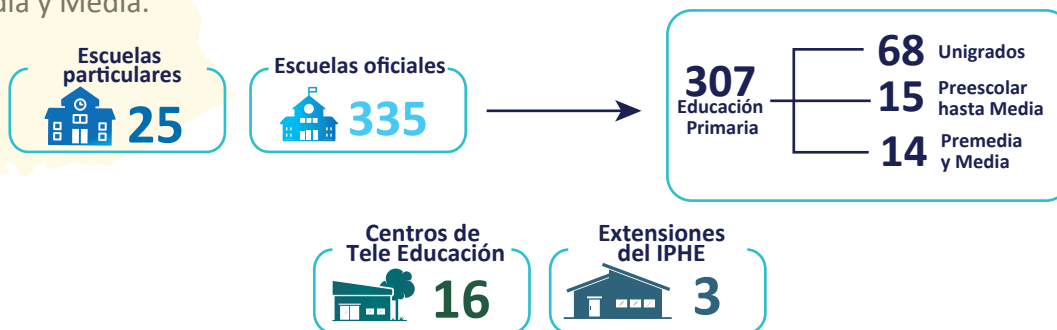 día y Media.
Escuelas
particulares
25
Escuelas oficiales
335
307
Educación
Primaria
68 Unigrados
15 Preescolar
hasta Media
14 Premedia
y Media
Centros de
Tele Educación
16
Extensiones
del IPHE
3